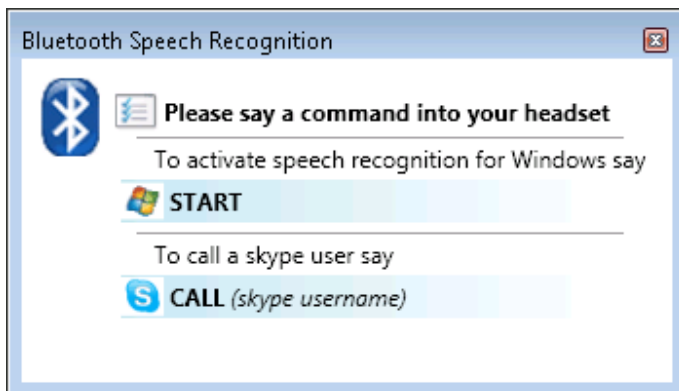 Bluetooth Speech Recognition
Please say a command into your headset
To activate speech recognition for Windows say
START
To call a skype user say
CALL (skype username)